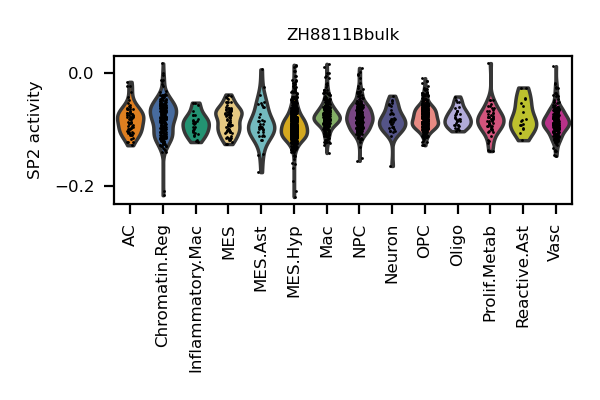 ZH8811Bbulk
SP2 activity
0.0
−0.2
AC
Chromatin.Reg
Inflammatory.Mac
MES
MES.Ast
MES.Hyp
Mac
NPC
Neuron
OPC
Oligo
Prolif.Metab
Reactive.Ast
Vasc